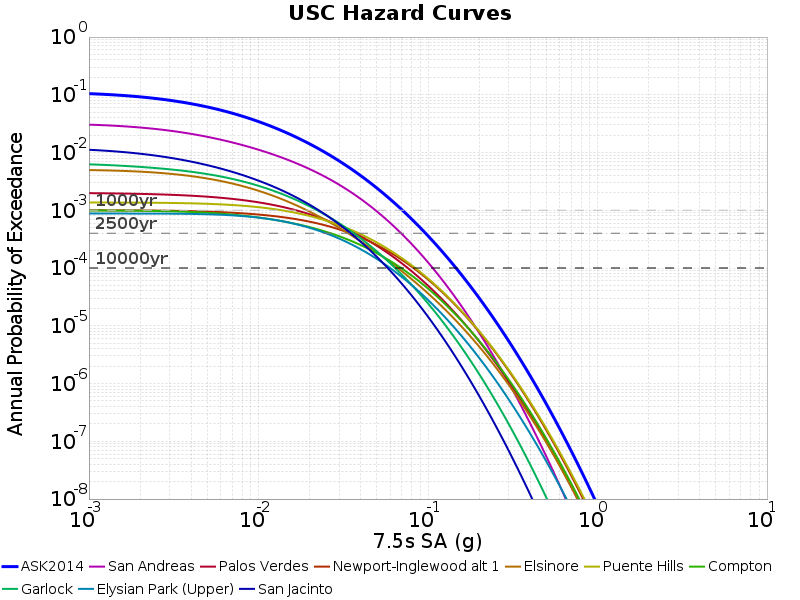 USC Hazard Curves
Annual Probability of Exceedance
10^0
10^-1
10^-2
10^-3
10^-4
10^-5
10^-6
10^-7
10^-8
1000yr
2500yr
10000yr
10^-3 10^-2 10^-1 10^0 10^1
7.5s SA (g)
ASK2014 San Andreas Palos Verdes Newport-Inglewood alt 1 Elsinore Puente Hills Compton
Garlock Elysian Park (Upper) San Jacinto